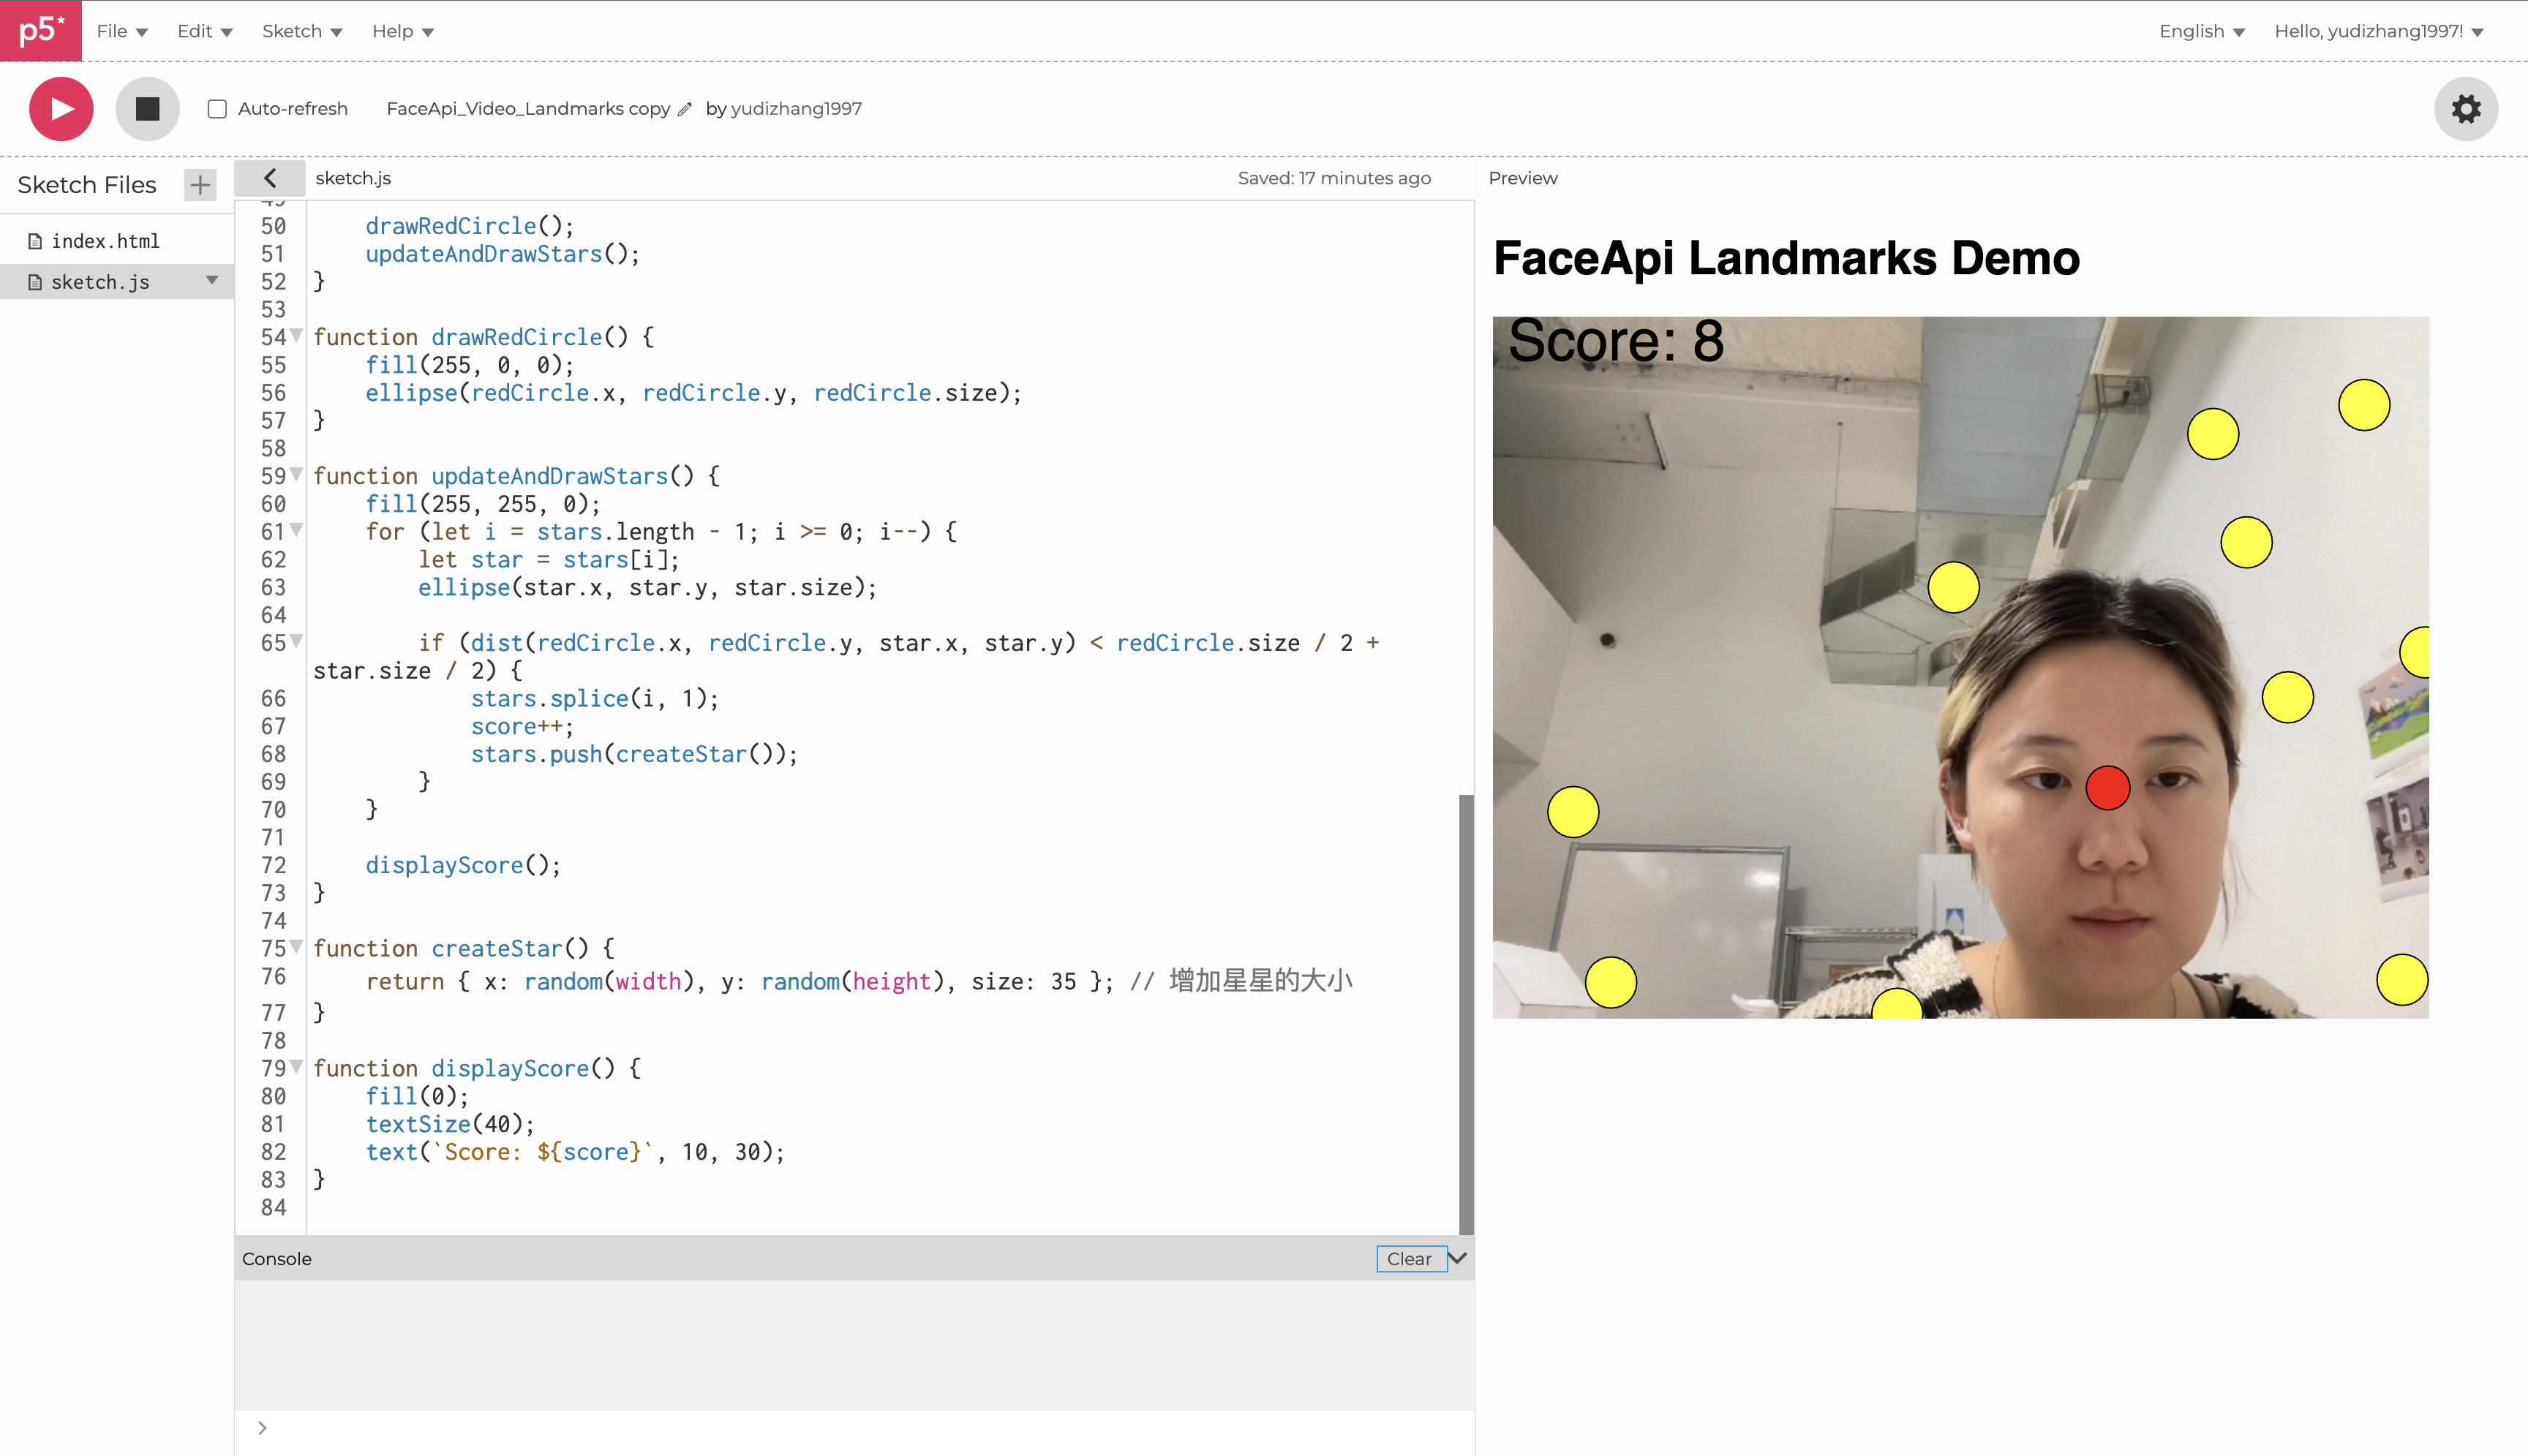 p5*
File Edit Sketch Help English Hello, yudizhang1997!
Auto-refresh FaceApi_Video_Landmarks copy by yudizhang1997
Sketch Files
index.html
sketch.js
sketch.js Saved: 17 minutes ago Preview
50 drawRedCircle();
51 updateAndDrawStars();
52 }
53
54 function drawRedCircle() {
55 fill(255, 0, 0);
56 ellipse(redCircle.x, redCircle.y, redCircle.size);
57 }
58
59 function updateAndDrawStars() {
60 fill(255, 255, 0);
61 for (let i = stars.length - 1; i >= 0; i--) {
62 let star = stars[i];
63 ellipse(star.x, star.y, star.size);
64
65 if (dist(redCircle.x, redCircle.y, star.x, star.y) < redCircle.size / 2 +
star.size / 2) {
66 stars.splice(i, 1);
67 score++;
68 stars.push(createStar());
69 }
70 }
71
72 displayScore();
73 }
74
75 function createStar() {
76 return { x: random(width), y: random(height), size: 35 }; // 增加星星的大小
77 }
78
79 function displayScore() {
80 fill(0);
81 textSize(40);
82 text(`Score: ${score}`, 10, 30);
83 }
84
Console Clear
>
FaceApi Landmarks Demo
Score: 8